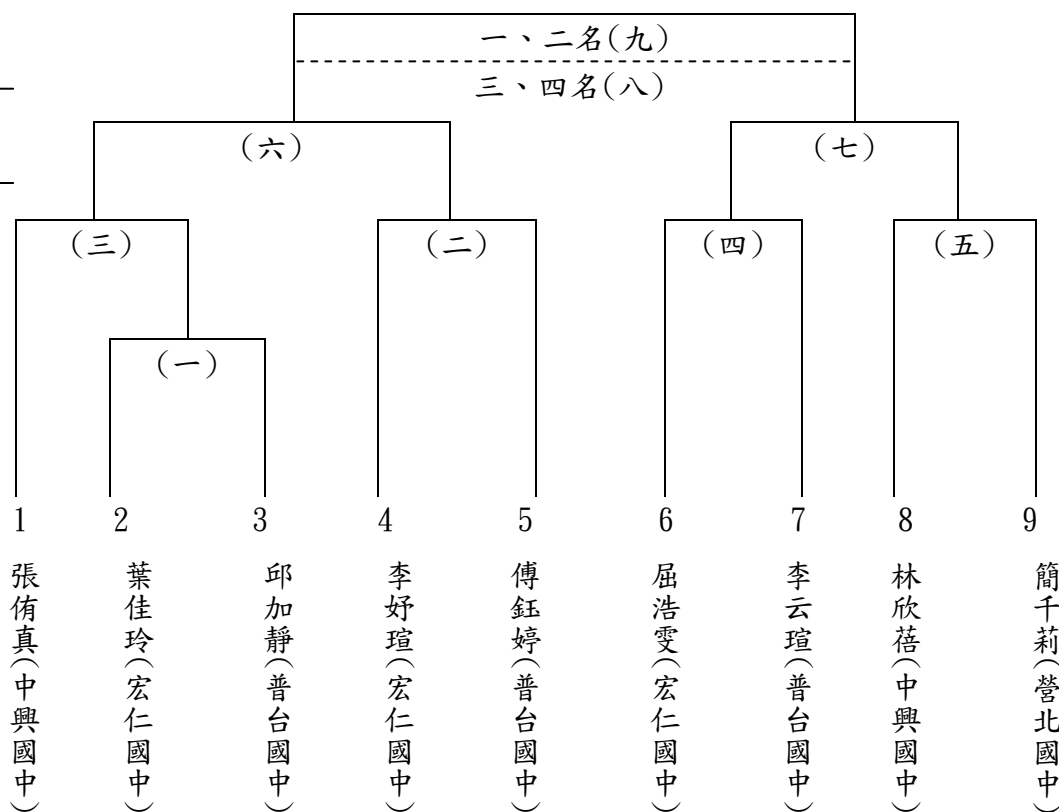 一、二名(九)
三、四名(八)
(六)
(七)
(三)
(二)
(四)
(五)
(一)
1
2
3
4
5
6
7
8
9
張侑真(中興國中)
葉佳玲(宏仁國中)
邱加靜(普台國中)
李妤瑄(宏仁國中)
傅鈺婷(普台國中)
屈浩雯(宏仁國中)
李云瑄(普台國中)
林欣蓓(中興國中)
簡千莉(營北國中)